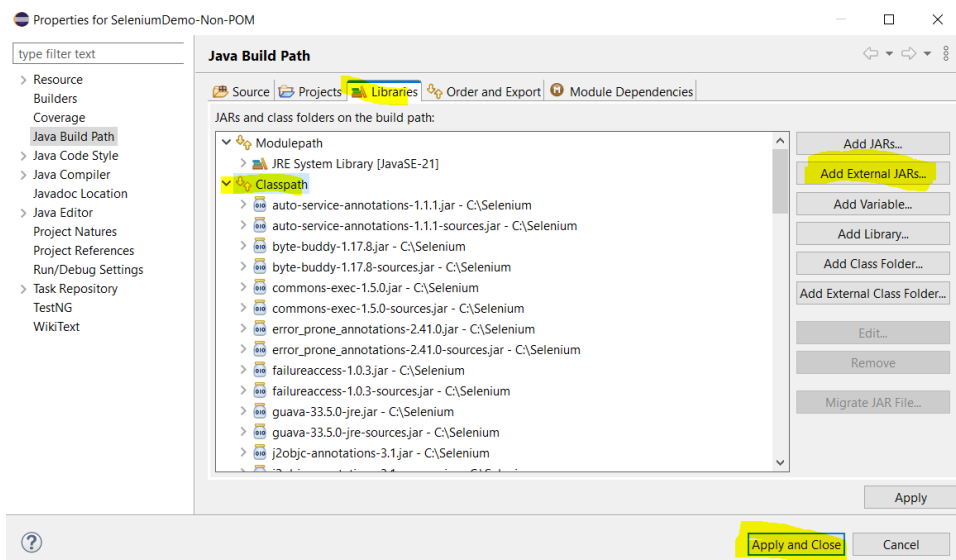 Properties for SeleniumDemo-Non-POM
type filter text
Resource
Builders
Coverage
Java Build Path
Java Code Style
Java Compiler
Javadoc Location
Java Editor
Project Natures
Project References
Run/Debug Settings
Task Repository
TestNG
WikiText
Java Build Path
Source Projects Libraries Order and Export Module Dependencies
JARs and class folders on the build path:
Modulepath
JRE System Library [JavaSE-21]
Classpath
auto-service-annotations-1.1.1.jar - C:\Selenium
auto-service-annotations-1.1.1-sources.jar - C:\Selenium
byte-buddy-1.17.8.jar - C:\Selenium
byte-buddy-1.17.8-sources.jar - C:\Selenium
commons-exec-1.5.0.jar - C:\Selenium
commons-exec-1.5.0-sources.jar - C:\Selenium
error_prone_annotations-2.41.0.jar - C:\Selenium
error_prone_annotations-2.41.0-sources.jar - C:\Selenium
failureaccess-1.0.3.jar - C:\Selenium
failureaccess-1.0.3-sources.jar - C:\Selenium
guava-33.5.0-jre.jar - C:\Selenium
guava-33.5.0-jre-sources.jar - C:\Selenium
j2objc-annotations-3.1.jar - C:\Selenium
Add JARs...
Add External JARs...
Add Variable...
Add Library...
Add Class Folder...
Add External Class Folder...
Edit...
Remove
Migrate JAR File...
Apply
Apply and Close
Cancel